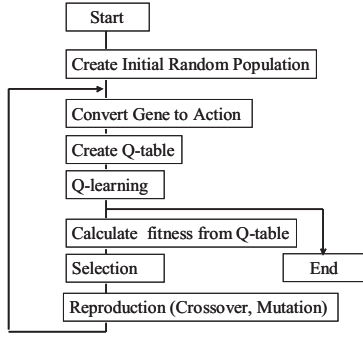 Start
Create Initial Random Population
Convert Gene to Action
Create Q-table
Q-learning
Calculate fitness from Q-table
Selection
End
Reproduction (Crossover, Mutation)